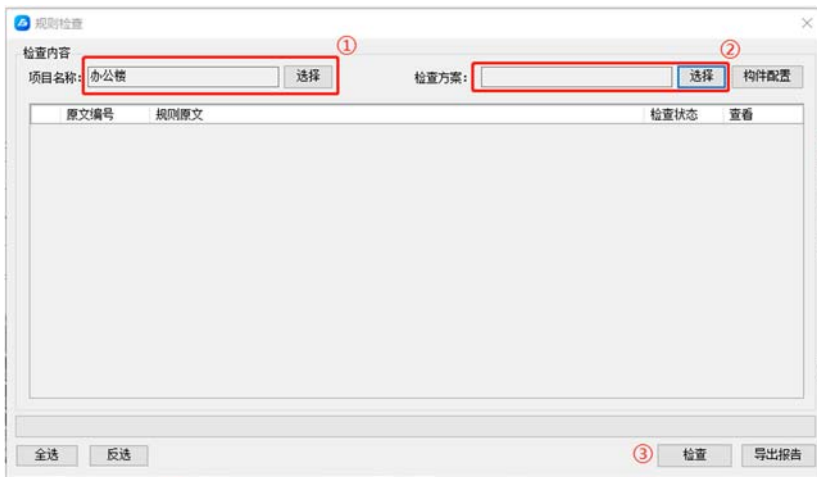 规则检查
检查内容
①
②
项目名称: 办公楼 选择 检查方案: 选择 构件配置
原文编号 规则原文 检查状态 查看
全选 反选 ③ 检查 导出报告